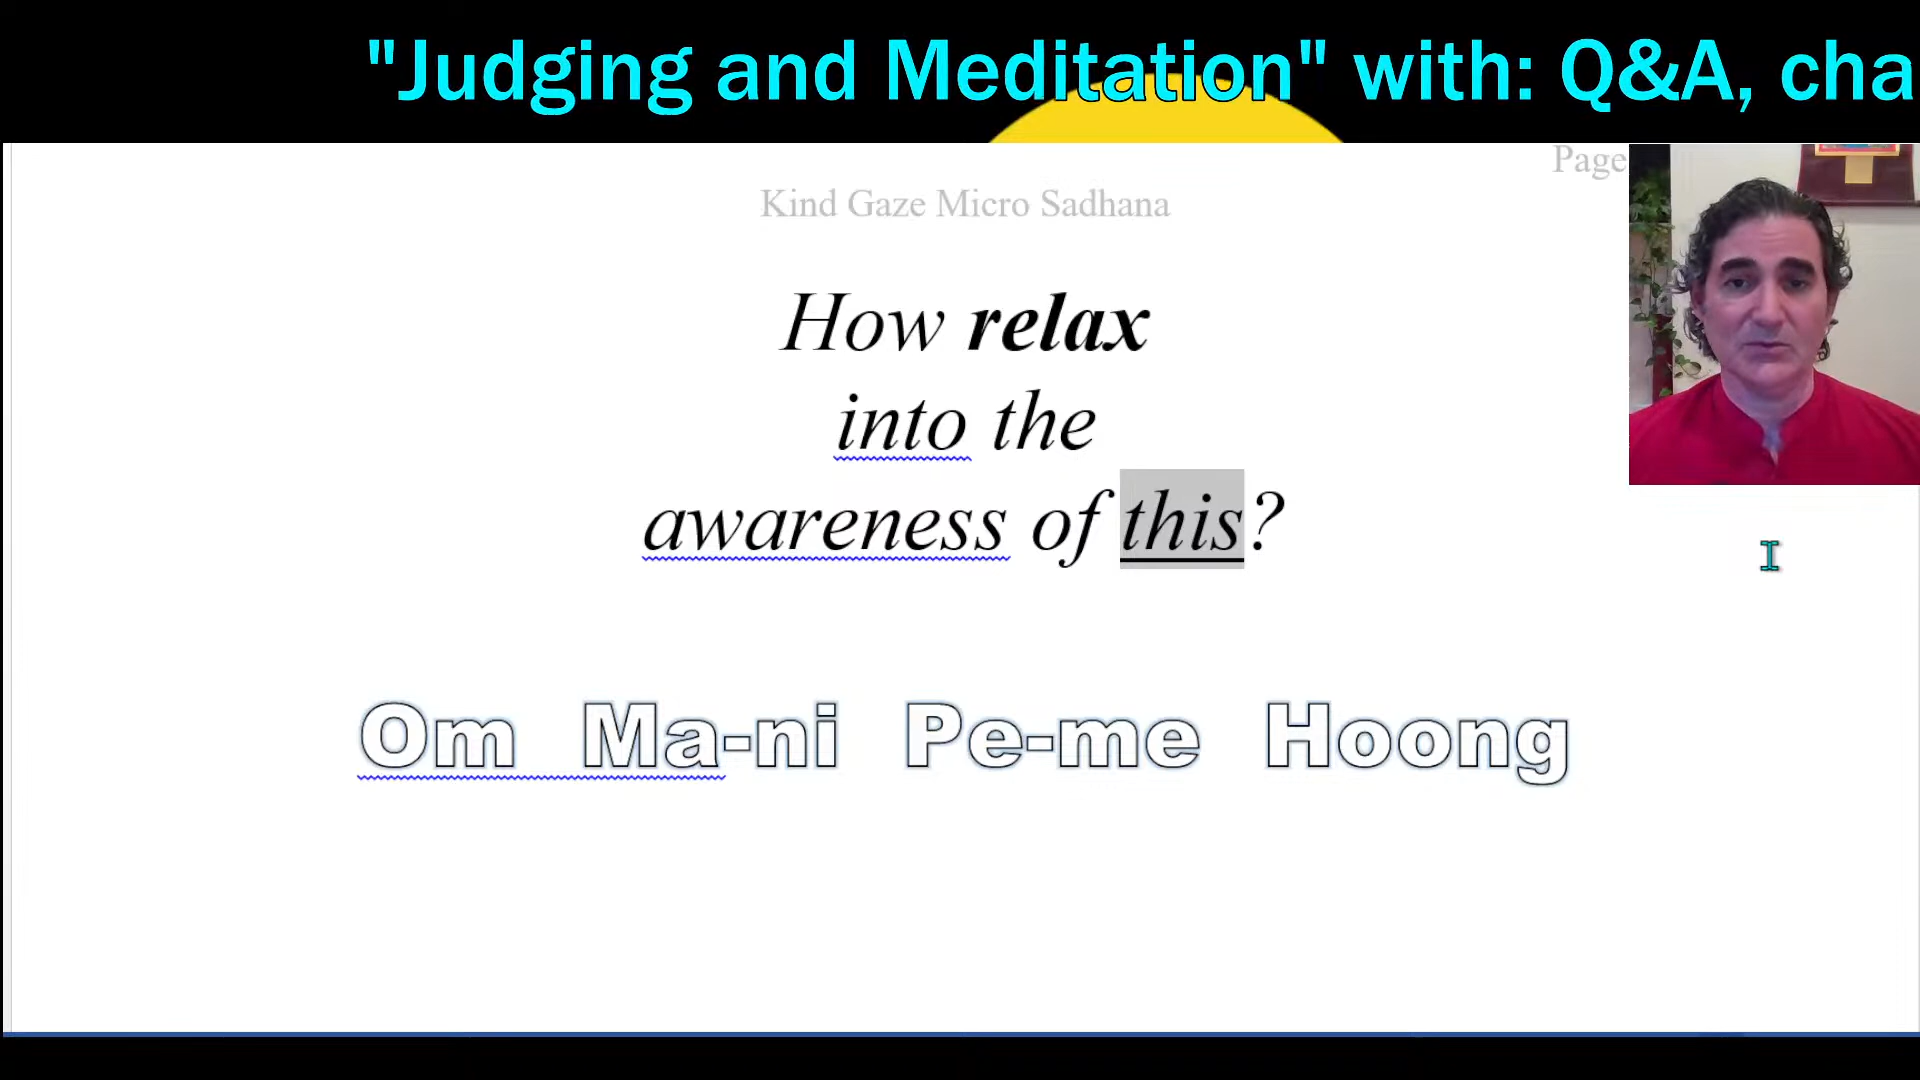 "Judging and Meditation" with: Q&A, cha
Page
Kind Gaze Micro Sadhana
How relax
into the
awareness of this?
Om Ma-ni Pe-me Hoong